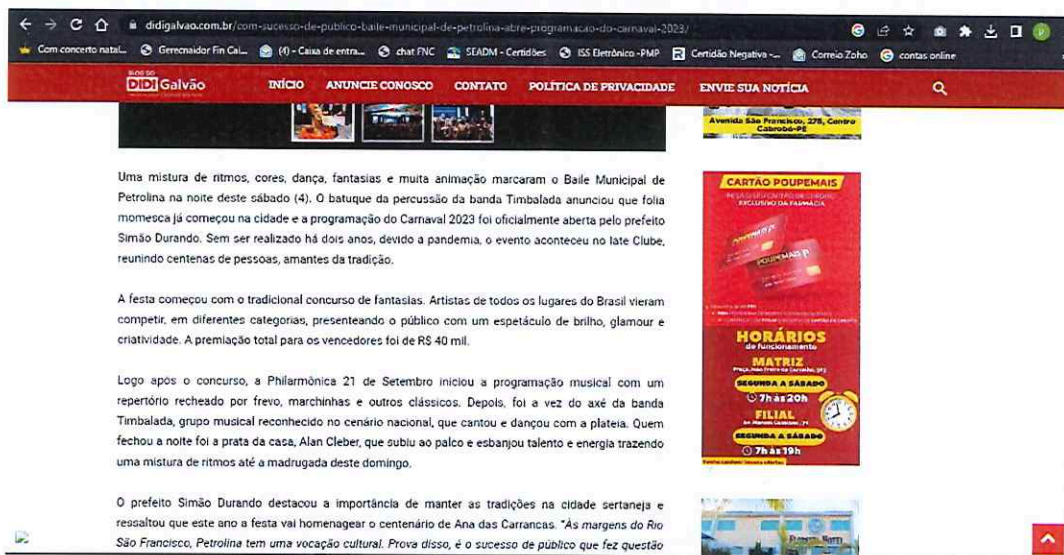 didigalvao.com.br/com-sucesso-de-publico-baile-municipal-de-petrolina-abre-programacao-do-carnaval-2023/
Com concerto natal... Gerecnaidor Fin Cai... (4) - Caixa de entra... chat FNC SEADM - Certidões ISS Eletrônico -PMP Certidão Negativa -... Correio Zoho contas online
BLOG DO
DIDI Galvão
INÍCIO ANUNCIE CONOSCO CONTATO POLÍTICA DE PRIVACIDADE ENVIE SUA NOTÍCIA
Avenida São Francisco, 275, Centro
Cabrobó-PE
Uma mistura de ritmos, cores, dança, fantasias e muita animação marcaram o Baile Municipal de
Petrolina na noite deste sábado (4). O batuque da percussão da banda Timbalada anunciou que folia
momesca já começou na cidade e a programação do Carnaval 2023 foi oficialmente aberta pelo prefeito
Simão Durando. Sem ser realizado há dois anos, devido a pandemia, o evento aconteceu no Iate Clube,
reunindo centenas de pessoas, amantes da tradição.
A festa começou com o tradicional concurso de fantasias. Artistas de todos os lugares do Brasil vieram
competir, em diferentes categorias, presenteando o público com um espetáculo de brilho, glamour e
criatividade. A premiação total para os vencedores foi de R$ 40 mil.
Logo após o concurso, a Philarmônica 21 de Setembro iniciou a programação musical com um
repertório recheado por frevo, marchinhas e outros clássicos. Depois, foi a vez do axé da banda
Timbalada, grupo musical reconhecido no cenário nacional, que cantou e dançou com a plateia. Quem
fechou a noite foi a prata da casa, Alan Cleber, que subiu ao palco e esbanjou talento e energia trazendo
uma mistura de ritmos até a madrugada deste domingo.
O prefeito Simão Durando destacou a importância de manter as tradições na cidade sertaneja e
ressaltou que este ano a festa vai homenagear o centenário de Ana das Carrancas. "Às margens do Rio
São Francisco, Petrolina tem uma vocação cultural. Prova disso, é o sucesso de público que fez questão
CARTÃO POUPEMAIS
EXCLUSIVO DA FARMÁCIA
POUPEMAIS
POUPEMAIS
HORÁRIOS
de funcionamento
MATRIZ
SEGUNDA A SÁBADO
7h às 20h
FILIAL
SEGUNDA A SÁBADO
7h às 19h